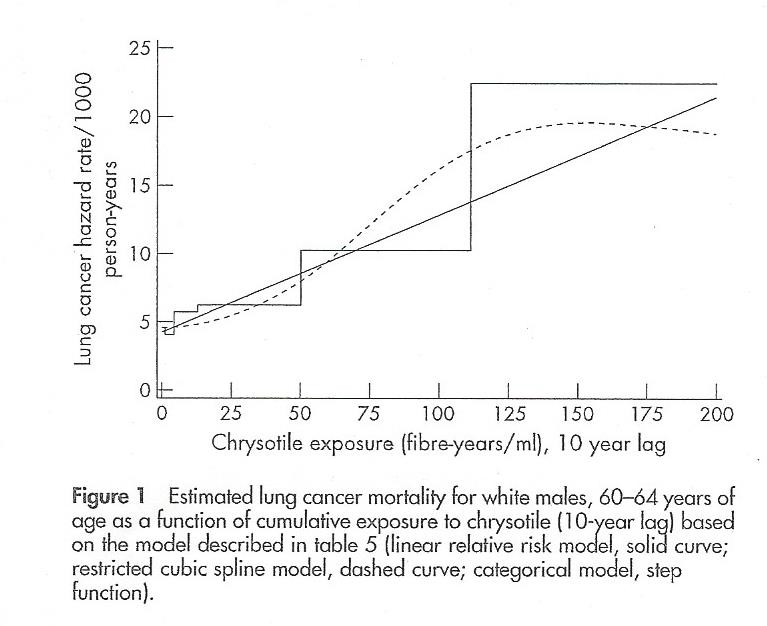 Lung cancer hazard rate/1000
person-years
25
20
15
10
5
0
0 25 50 75 100 125 150 175 200
Chrysotile exposure (fibre-years/ml), 10 year lag
Figure 1 Estimated lung cancer mortality for white males, 60–64 years of
age as a function of cumulative exposure to chrysotile (10-year lag) based
on the model described in table 5 (linear relative risk model, solid curve;
restricted cubic spline model, dashed curve; categorical model, step
function).